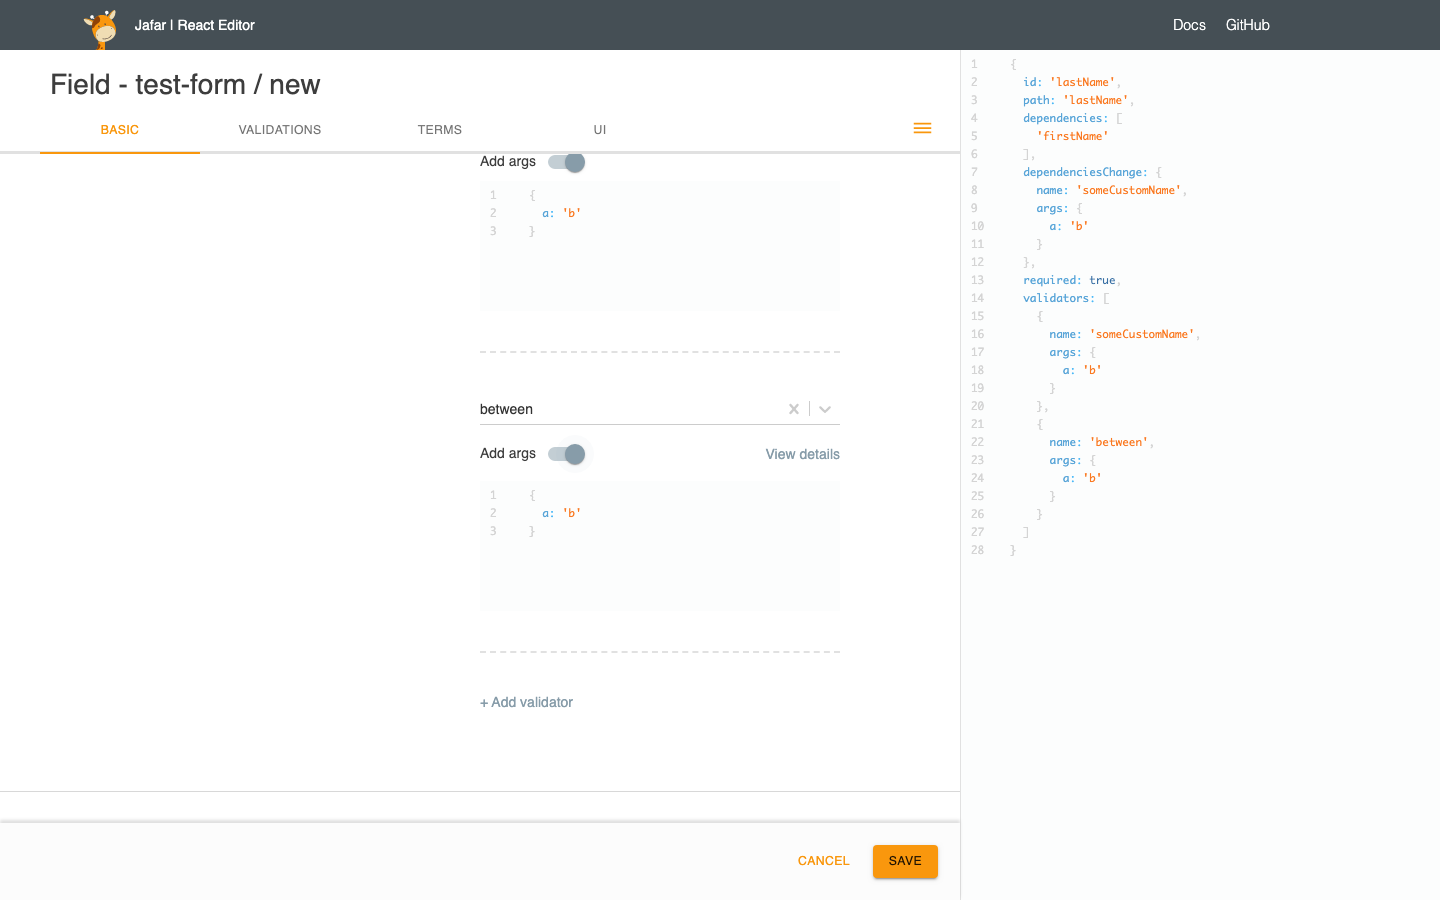 Jafar | React Editor
Docs
GitHub
Field - test-form / new
BASIC
VALIDATIONS
TERMS
UI
Add args
1 {
2 a: 'b'
3 }
between
Add args
View details
1 {
2 a: 'b'
3 }
+ Add validator
CANCEL
SAVE
1 {
2 id: 'lastName',
3 path: 'lastName',
4 dependencies: [
5 'firstName'
6 ],
7 dependenciesChange: {
8 name: 'someCustomName',
9 args: {
10 a: 'b'
11 }
12 },
13 required: true,
14 validators: [
15 {
16 name: 'someCustomName',
17 args: {
18 a: 'b'
19 }
20 },
21 {
22 name: 'between',
23 args: {
24 a: 'b'
25 }
26 }
27 ]
28 }